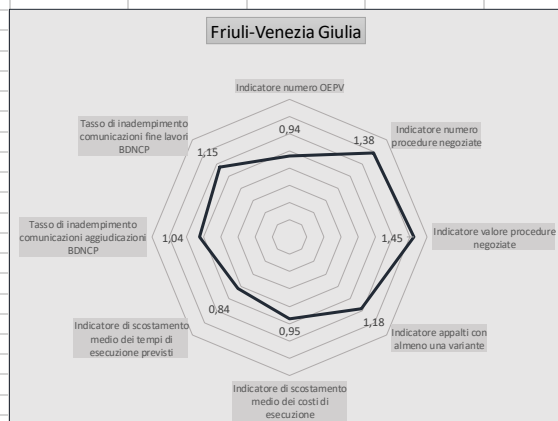 Friuli-Venezia Giulia
Indicatore numero OEPV
0,94
Indicatore numero
procedure negoziate
1,38
Indicatore valore procedure
negoziate
1,45
Indicatore appalti con
almeno una variante
1,18
Indicatore di scostamento
medio dei costi di
esecuzione
0,95
Indicatore di scostamento
medio dei tempi di
esecuzione previsti
0,84
Tasso di inadempimento
comunicazioni aggiudicazioni
BDNCP
1,04
Tasso di inadempimento
comunicazioni fine lavori
BDNCP
1,15